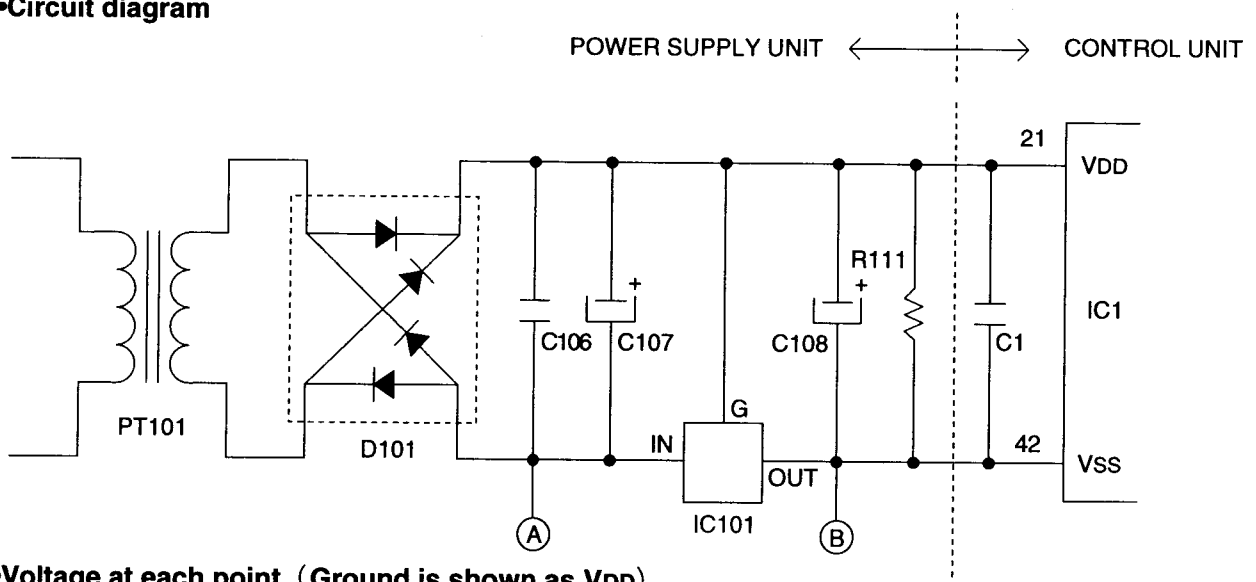 •Circuit diagram
POWER SUPPLY UNIT
CONTROL UNIT
21
VDD
R111
+
+
IC1
C106
C107
C108
C1
PT101
D101
G
IN
OUT
42
VSS
IC101
A
B
•Voltage at each point (Ground is shown as VDD)